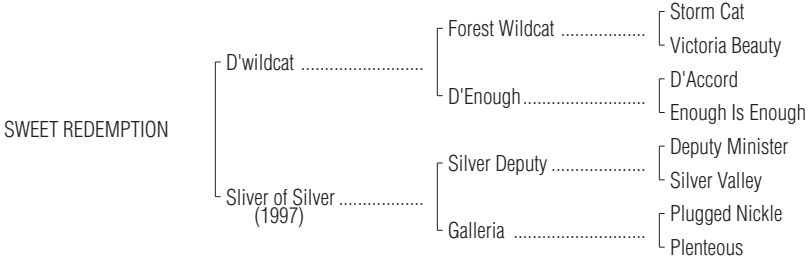 Storm Cat
Forest Wildcat ..................
Victoria Beauty
D'wildcat ..........................
D'Accord
D'Enough..........................
Enough Is Enough
SWEET REDEMPTION
Deputy Minister
Silver Deputy ....................
Silver Valley
Sliver of Silver ..................
(1997)
Plugged Nickle
Galleria ............................
Plenteous